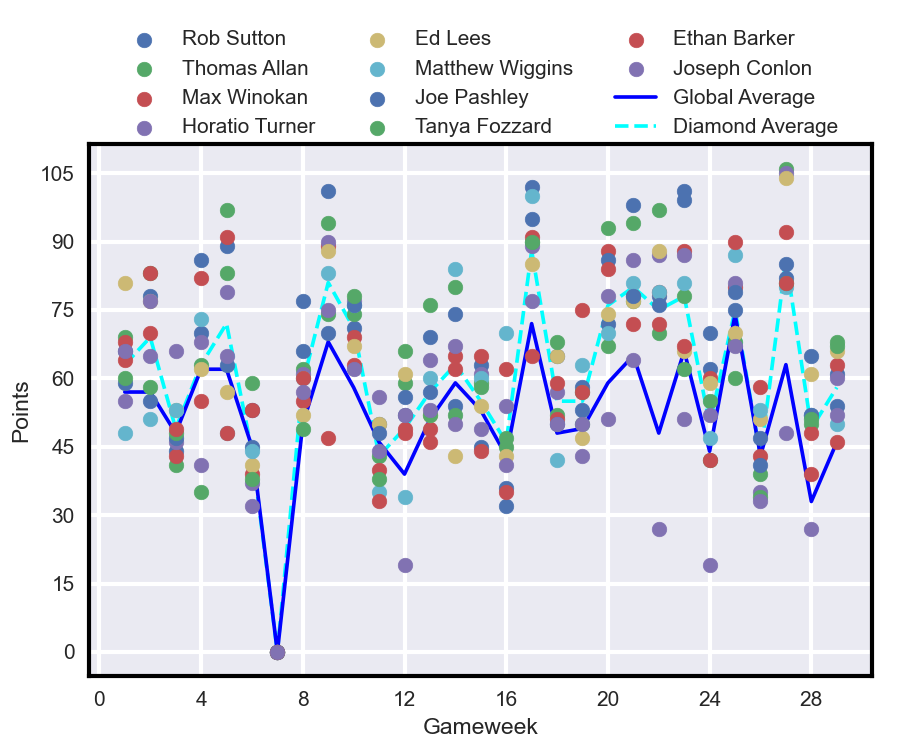 Rob Sutton
Thomas Allan
Max Winokan
Horatio Turner
Ed Lees
Matthew Wiggins
Joe Pashley
Tanya Fozzard
Ethan Barker
Joseph Conlon
Global Average
Diamond Average
105
90
75
60
45
30
15
0
Points
0 4 8 12 16 20 24 28
Gameweek